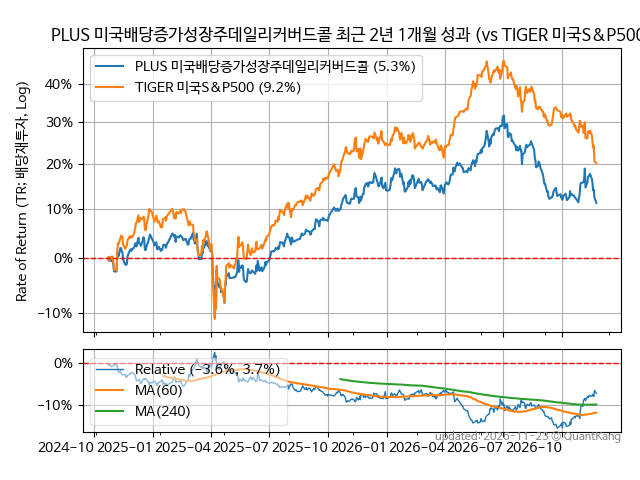 PLUS 미국배당증가성장주데일리커버드콜 최근 2년 1개월 성과 (vs TIGER 미국S&P500
Rate of Return (TR: 배당재투자, Log)
PLUS 미국배당증가성장주데일리커버드콜 (5.3%)
TIGER 미국S&P500 (9.2%)
40%
30%
20%
10%
0%
−10%
Relative (−3.6%, 3.7%)
MA(60)
MA(240)
0%
−10%
updated: 2026-11-23 © QuantKang
2024−10 2025−01 2025−04 2025−07 2025−10 2026−01 2026−04 2026−07 2026−10